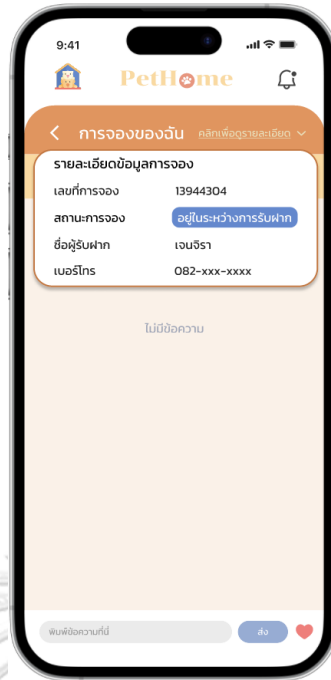 9:41
PetHome
การจองของฉัน คลิกเพื่อดูรายละเอียด
รายละเอียดข้อมูลการจอง
เลขที่การจอง 13944304
สถานะการจอง อยู่ในระหว่างการรับฝาก
ชื่อผู้รับฝาก เจนจิรา
เบอร์โทร 082-xxx-xxxx
ไม่มีข้อความ
พิมพ์ข้อความที่นี่ ส่ง